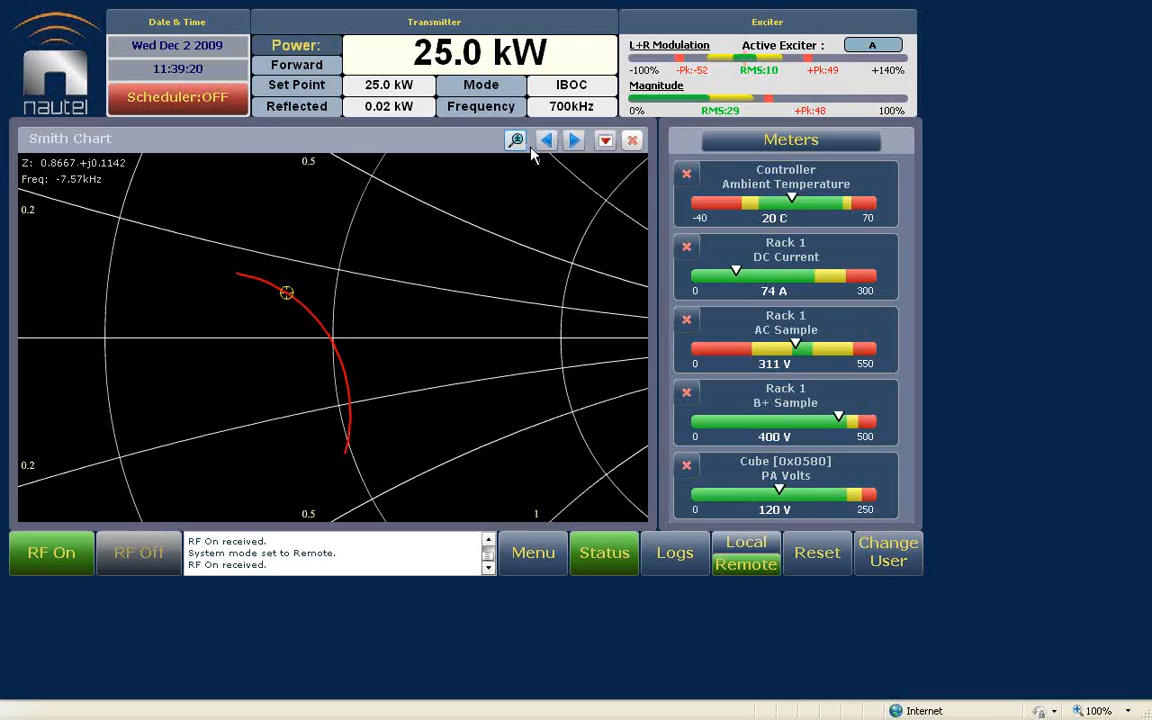 nautel
Date & Time
Wed Dec 2 2009
11:39:20
Scheduler:OFF
Transmitter
Power:
25.0 kW
Forward
Set Point
25.0 kW
Mode
IBOC
Reflected
0.02 kW
Frequency
700kHz
Exciter
L+R Modulation
Active Exciter :
A
-100%
-Pk:-52
RMS:10
+Pk:49
+140%
Magnitude
0%
RMS:29
+Pk:48
100%
Smith Chart
Z: 0.8667.+j0.1142
Freq: -7.57kHz
0.5
0.2
0.2
0.5
1
Meters
Controller
Ambient Temperature
-40
20 C
70
Rack 1
DC Current
0
74 A
300
Rack 1
AC Sample
0
311 V
550
Rack 1
B+ Sample
0
400 V
500
Cube [0x0580]
PA Volts
0
120 V
250
RF On
RF Off
RF On received.
System mode set to Remote.
RF On received.
Menu
Status
Logs
Local
Remote
Reset
Change
User
Internet
100%